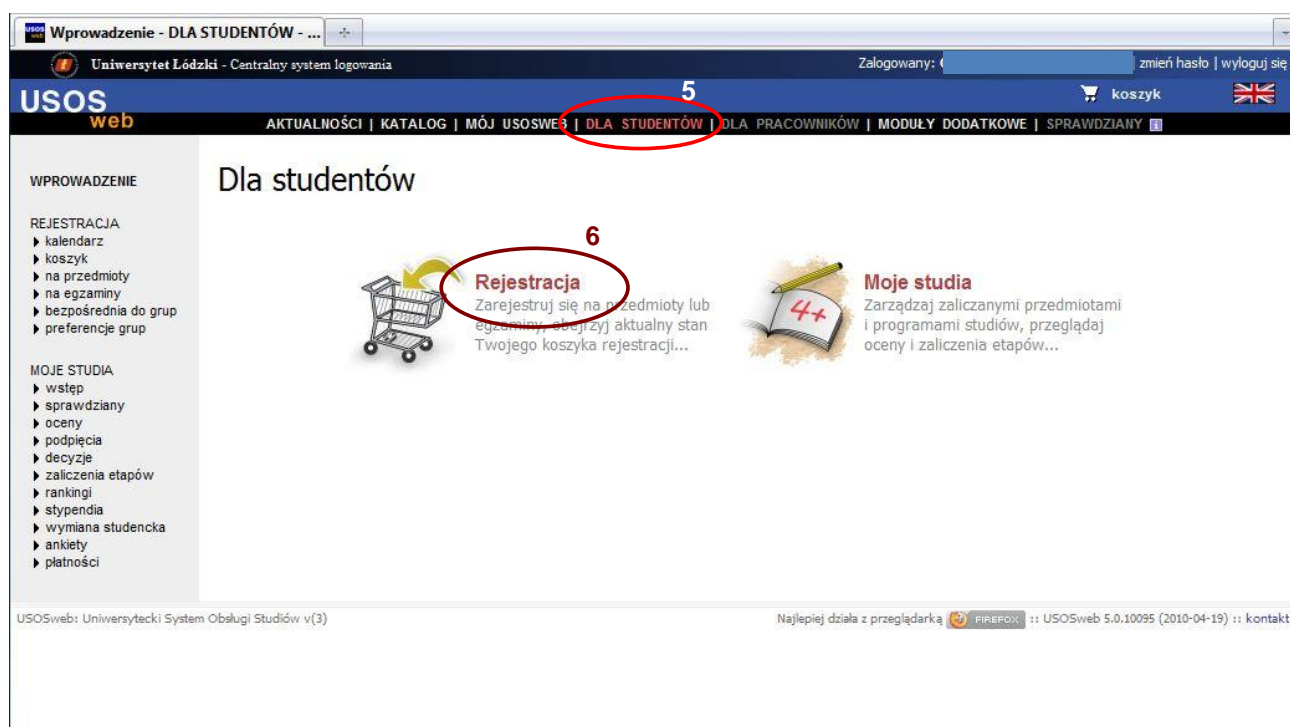 Wprowadzenie - DLA STUDENTÓW - ...
Uniwersytet Łódzki - Centralny system logowania
Zalogowany:
zmień hasło | wyloguj się
USOS
web
koszyk
5
AKTUALNOŚCI | KATALOG | MÓJ USOSWEB | DLA STUDENTÓW | DLA PRACOWNIKÓW | MODUŁY DODATKOWE | SPRAWDZIANY i
WPROWADZENIE
REJESTRACJA
kalendarz
koszyk
na przedmioty
na egzaminy
bezpośrednia do grup
preferencje grup
MOJE STUDIA
wstęp
sprawdziany
oceny
podpięcia
decyzje
zaliczenia etapów
rankingi
stypendia
wymiana studencka
ankiety
płatności
Dla studentów
6
Rejestracja
Zarejestruj się na przedmioty lub
egzaminy, obejrzyj aktualny stan
Twojego koszyka rejestracji...
4+
Moje studia
Zarządzaj zaliczanymi przedmiotami
i programami studiów, przeglądaj
oceny i zaliczenia etapów...
USOSweb: Uniwersytecki System Obsługi Studiów v(3)
Najlepiej działa z przeglądarką FIREFOX :: USOSweb 5.0.10095 (2010-04-19) :: kontakt